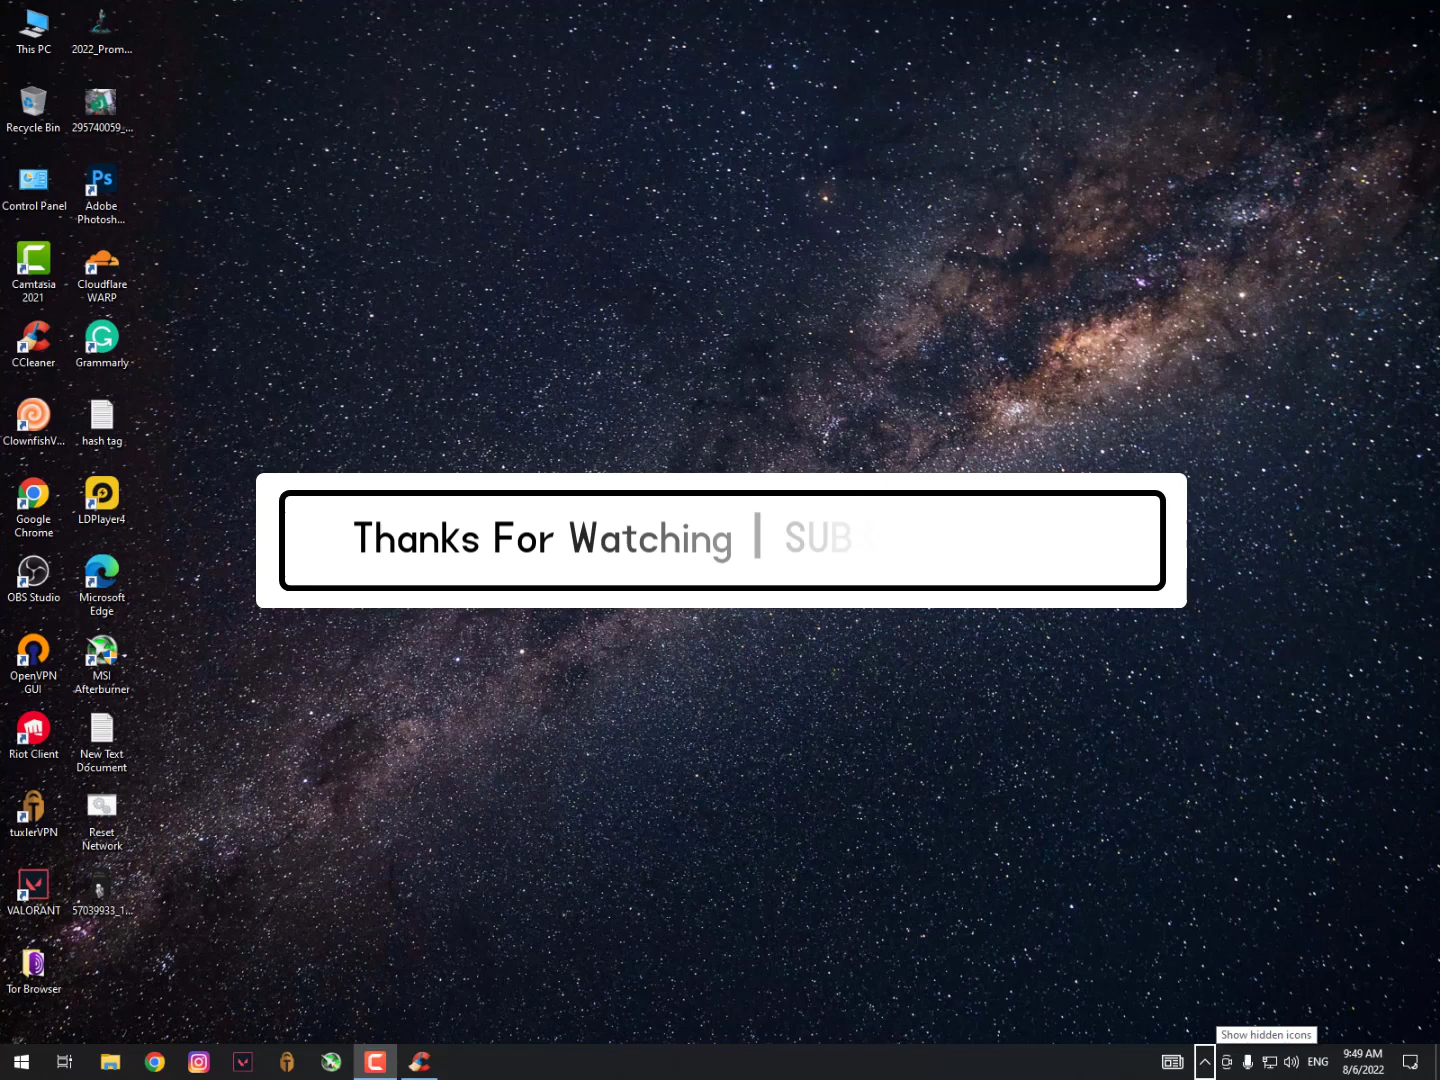 This PC
2022_Prom...
Recycle Bin
295740059_...
Control Panel
Ps
Adobe
Photosh...
Camtasia
2021
Cloudflare
WARP
CCleaner
Grammarly
ClownfishV...
hash tag
Google
Chrome
LDPlayer4
OBS Studio
Microsoft
Edge
OpenVPN
GUI
MSI
Afterburner
Riot Client
New Text
Document
tuxlerVPN
Reset
Network
VALORANT
57039933_1...
Tor Browser
Thanks For Watching | SUB
Show hidden icons
ENG
9:49 AM
8/6/2022